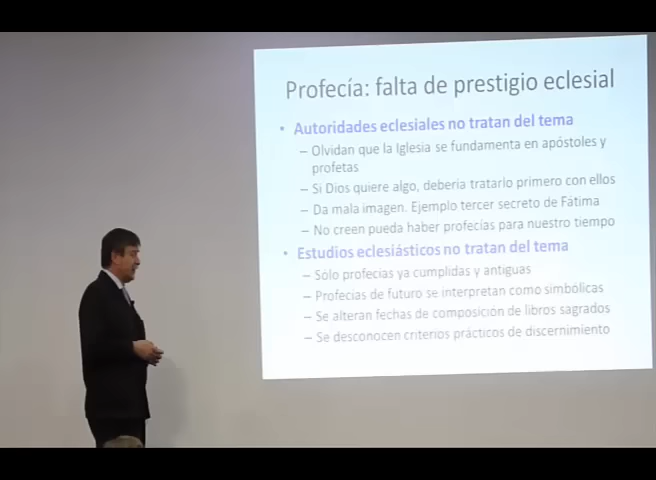 Profecía: falta de prestigio eclesial
• Autoridades eclesiales no tratan del tema
– Olvidan que la Iglesia se fundamenta en apóstoles y
profetas
– Si Dios quiere algo, debería tratarlo primero con ellos
– Da mala imagen. Ejemplo tercer secreto de Fátima
– No creen pueda haber profecías para nuestro tiempo
• Estudios eclesiásticos no tratan del tema
– Sólo profecías ya cumplidas y antiguas
– Profecías de futuro se interpretan como simbólicas
– Se alteran fechas de composición de libros sagrados
– Se desconocen criterios prácticos de discernimiento